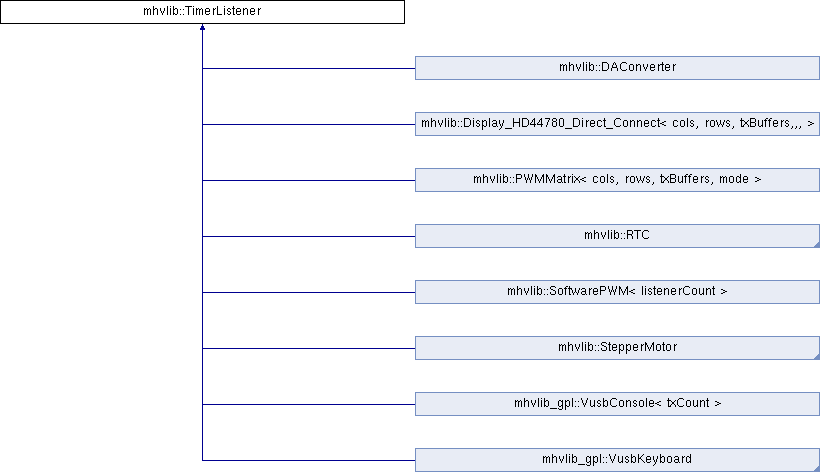 mhvlib::TimerListener
mhvlib::DAConverter
mhvlib::Display_HD44780_Direct_Connect< cols, rows, txBuffers,,, >
mhvlib::PWMMatrix< cols, rows, txBuffers, mode >
mhvlib::RTC
mhvlib::SoftwarePWM< listenerCount >
mhvlib::StepperMotor
mhvlib_gpl::VusbConsole< txCount >
mhvlib_gpl::VusbKeyboard